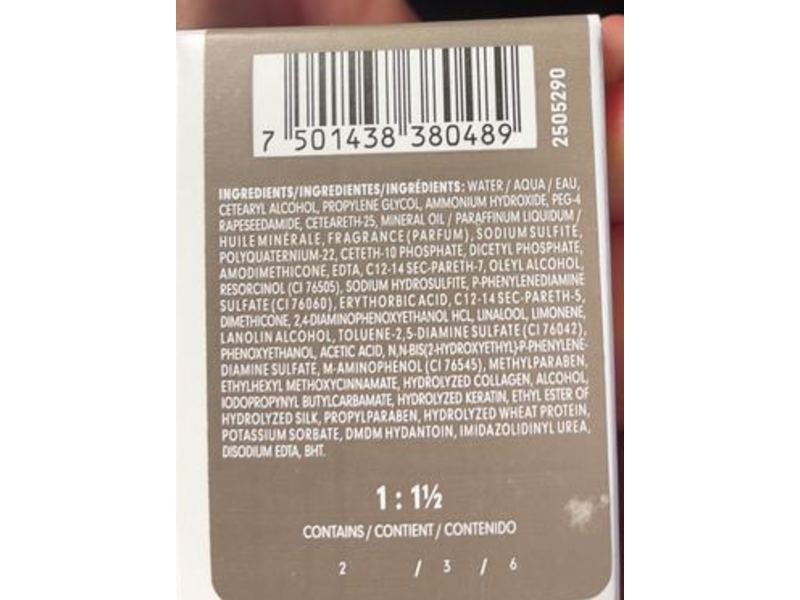 7 501438 380489
2505290
INGREDIENTS/INGREDIENTES/INGRÉDIENTS: WATER / AQUA / EAU,
CETEARYL ALCOHOL, PROPYLENE GLYCOL, AMMONIUM HYDROXIDE, PEG-4
RAPESEEDAMIDE, CETEARETH-25, MINERAL OIL / PARAFFINUM LIQUIDUM /
HUILE MINÉRALE, FRAGRANCE (PARFUM), SODIUM SULFITE,
POLYQUATERNIUM-22, CETETH-10 PHOSPHATE, DICETYL PHOSPHATE,
AMODIMETHICONE, EDTA, C12-14 SEC-PARETH-7, OLEYL ALCOHOL,
RESORCINOL (CI 76505), SODIUM HYDROSULFITE, P-PHENYLENEDIAMINE
SULFATE (CI 76060), ERYTHORBIC ACID, C12-14 SEC-PARETH-5,
DIMETHICONE, 2,4-DIAMINOPHENOXYETHANOL HCL, LINALOOL, LIMONENE,
LANOLIN ALCOHOL, TOLUENE-2,5-DIAMINE SULFATE (CI 76042),
PHENOXYETHANOL, ACETIC ACID, N,N-BIS(2-HYDROXYETHYL)-P-PHENYLENE-
DIAMINE SULFATE, M-AMINOPHENOL (CI 76545), METHYLPARABEN,
ETHYLHEXYL METHOXYCINNAMATE, HYDROLYZED COLLAGEN, ALCOHOL,
IODOPROPYNYL BUTYLCARBAMATE, HYDROLYZED KERATIN, ETHYL ESTER OF
HYDROLYZED SILK, PROPYLPARABEN, HYDROLYZED WHEAT PROTEIN,
POTASSIUM SORBATE, DMDM HYDANTOIN, IMIDAZOLIDINYL UREA,
DISODIUM EDTA, BHT.
1 : 1½
CONTAINS / CONTIENT / CONTENIDO
2 / 3 / 6